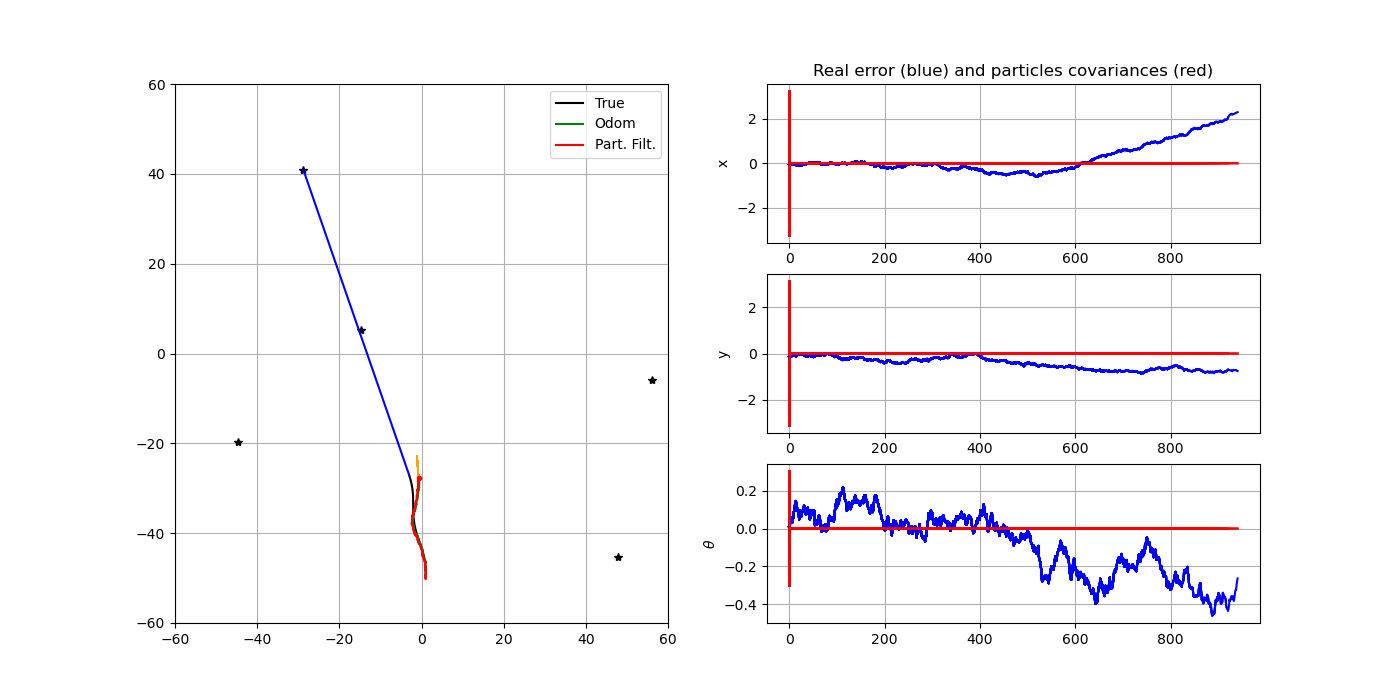 60
40
20
0
−20
−40
−60
−60 −40 −20 0 20 40 60
True
Odom
Part. Filt.
Real error (blue) and particles covariances (red)
x
2
0
−2
0 200 400 600 800
y
2
0
−2
0 200 400 600 800
θ
0.2
0.0
−0.2
−0.4
0 200 400 600 800